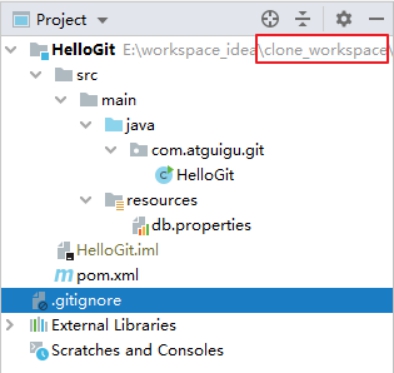 Project
HelloGit E:\workspace_idea\clone_workspace\
src
main
java
com.atguigu.git
HelloGit
resources
db.properties
HelloGit.iml
pom.xml
.gitignore
External Libraries
Scratches and Consoles